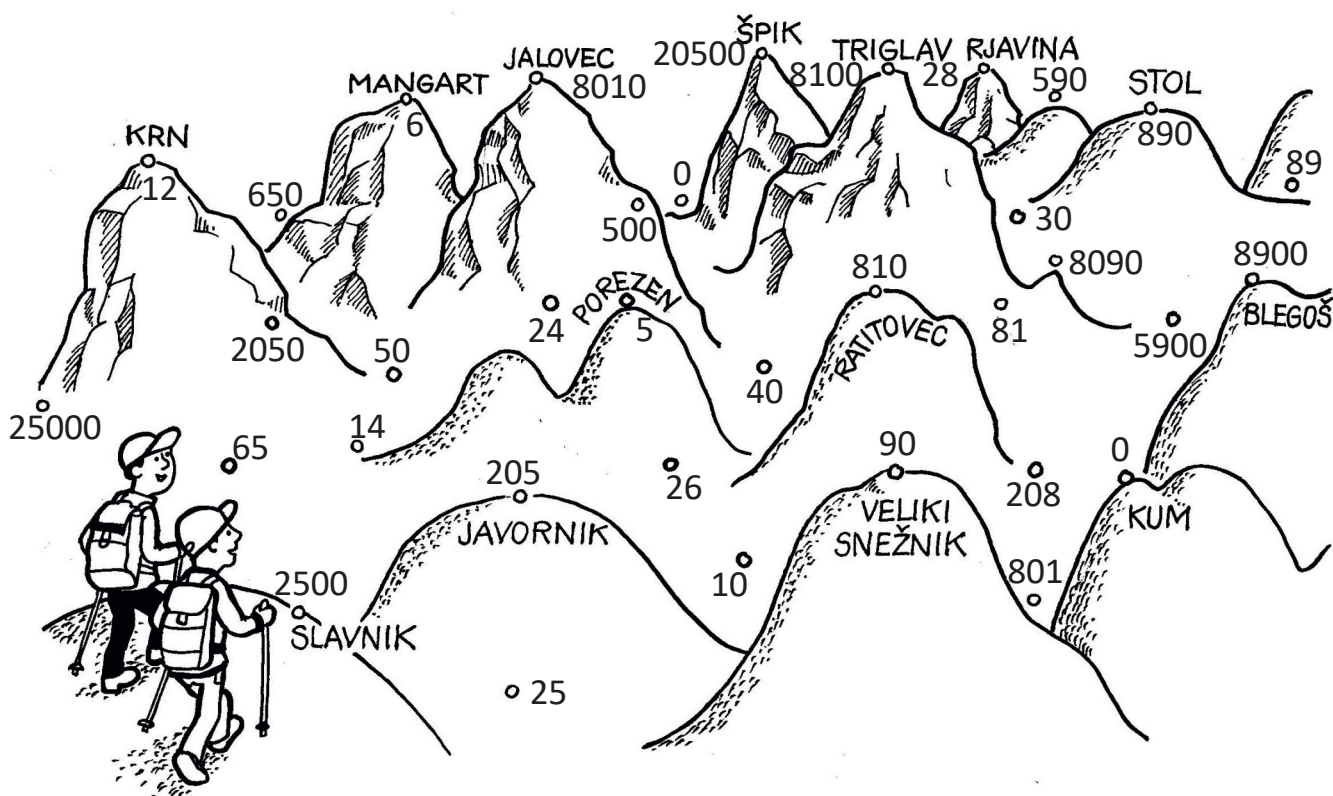 ŠPIK
20500
TRIGLAV
RJAVINA
JALOVEC
8100
28
590
STOL
MANGART
8010
6
890
KRN
12
650
0
89
500
30
8090
8900
810
POREZEN
24
5
81
BLEGOŠ
2050
5900
RATITOVEC
50
40
25000
14
65
205
26
90
208
0
JAVORNIK
VELIKI
SNEŽNIK
KUM
10
801
2500
SLAVNIK
25